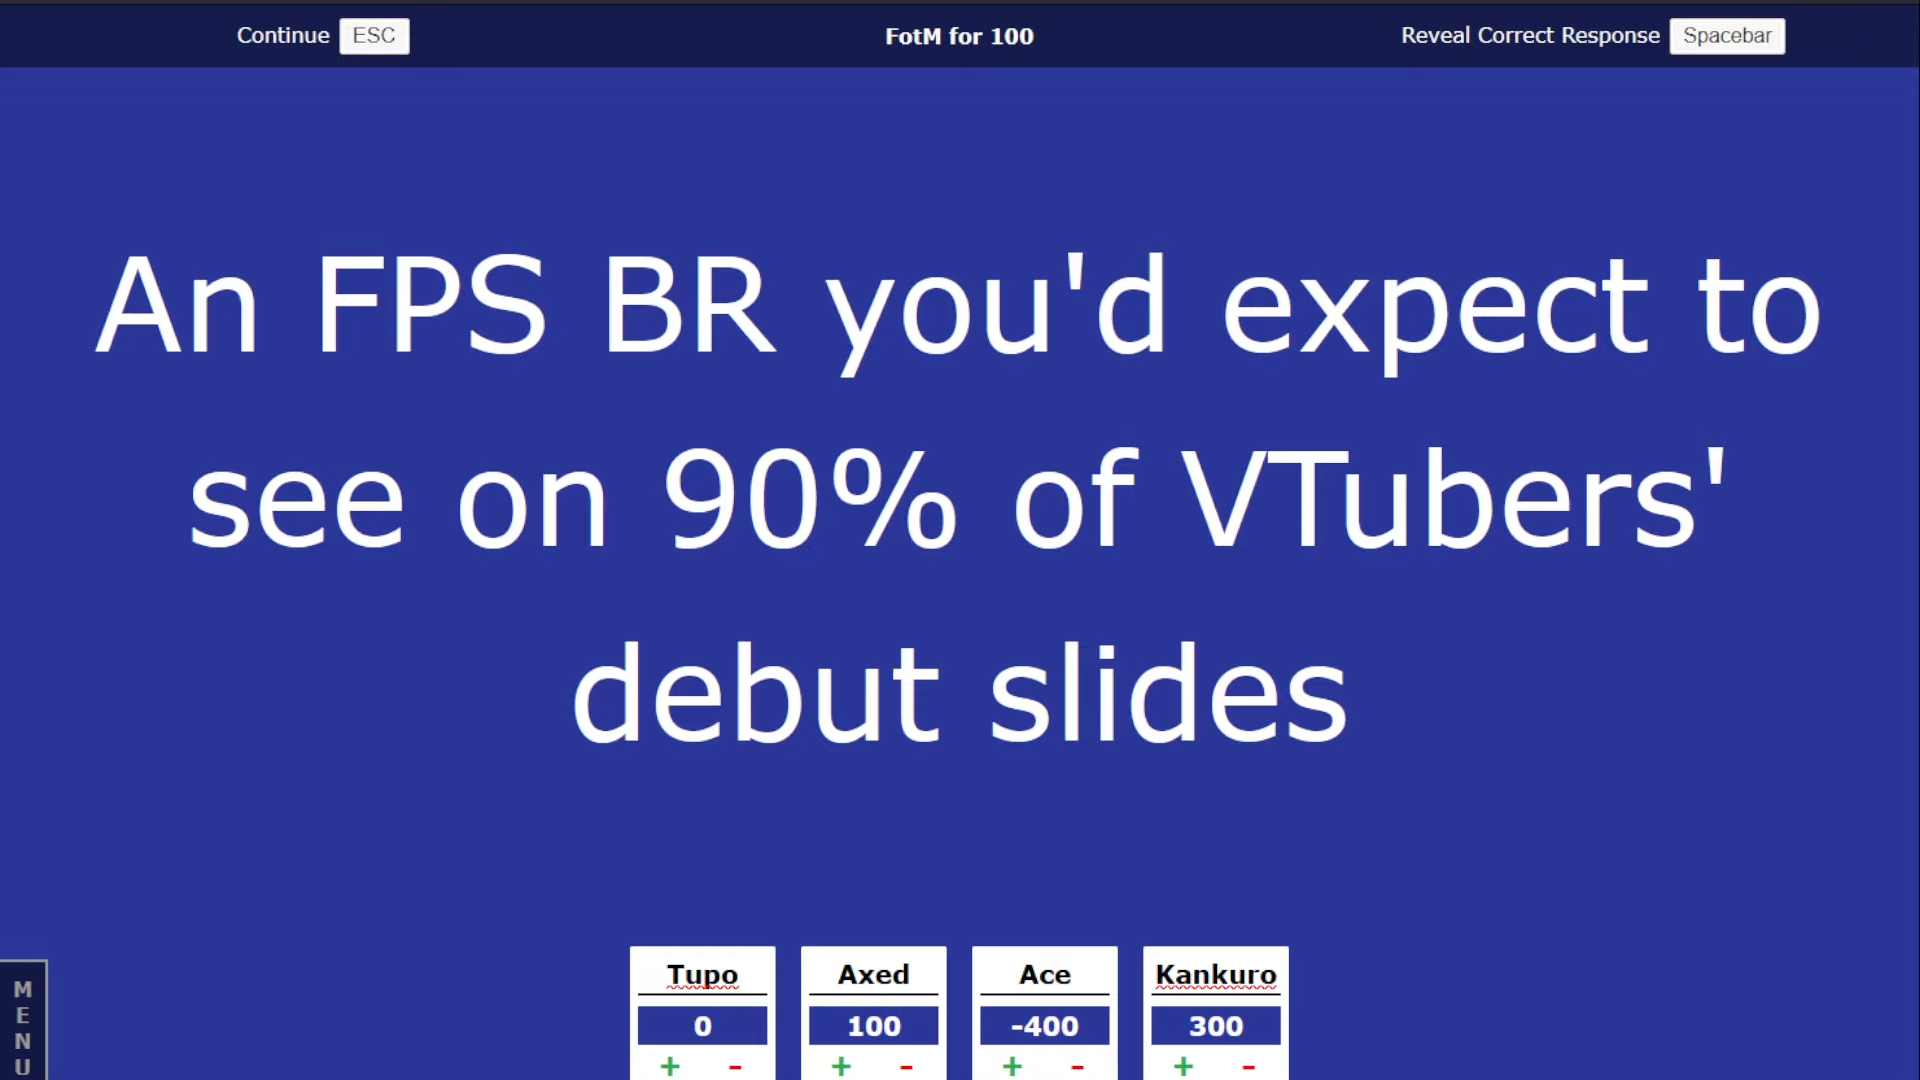 Continue ESC FotM for 100 Reveal Correct Response Spacebar
An FPS BR you'd expect to
see on 90% of VTubers'
debut slides
Tupo Axed Ace Kankuro
0 100 -400 300
+ - + - + - + -
MENU